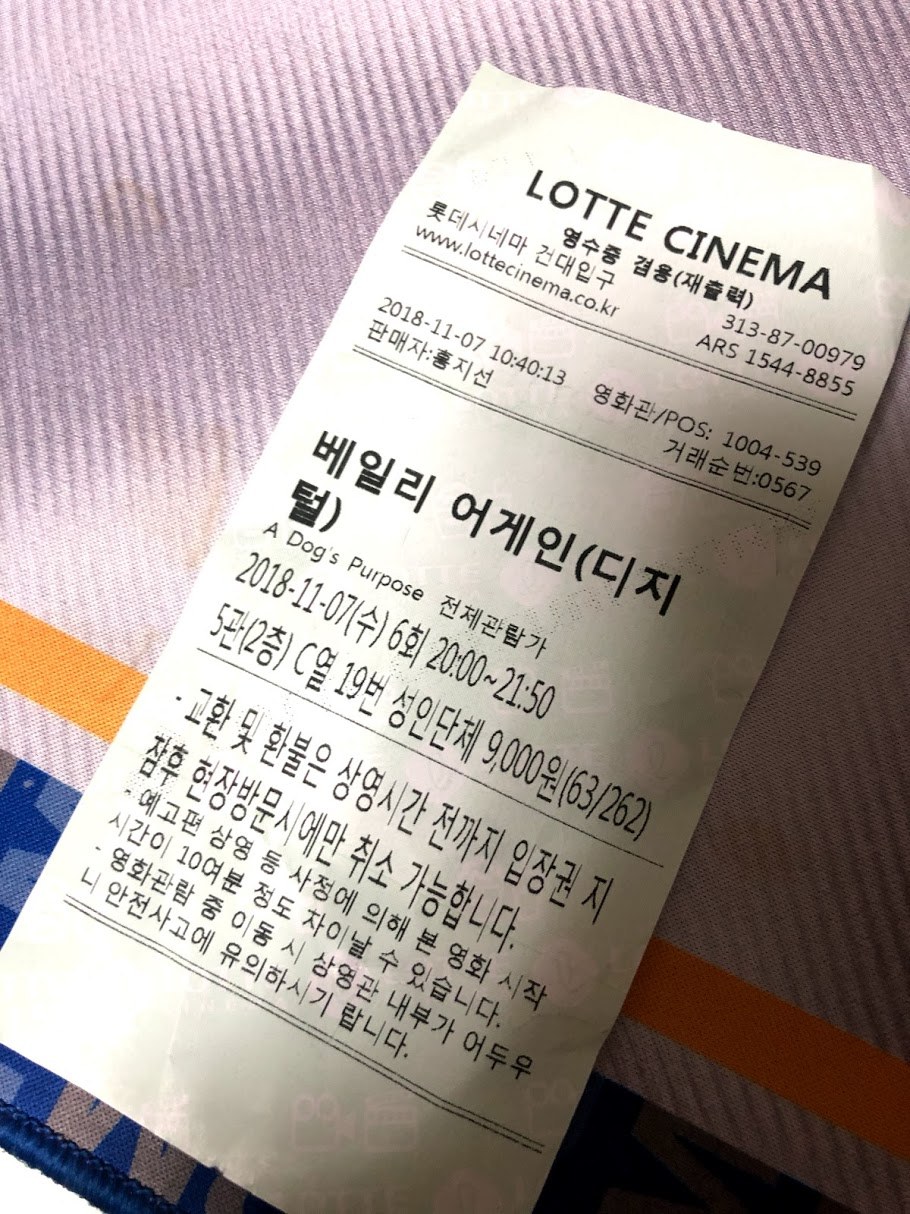 LOTTE CINEMA
영수증 겸용(재출력)
롯데시네마 건대입구 313-87-00979
www.lottecinema.co.kr ARS 1544-8855
2018-11-07 10:40:13 영화관/POS: 1004-539
판매자:홍지선 거래순번:0567
베일리 어게인(디지
털)
A Dog's Purpose 전체관람가
2018-11-07(수) 6회 20:00~21:50
5관(2층) C열 19번 성인단체 9,000원(63/262)
- 교환 및 환불은 상영시간 전까지 입장권 지
참후 현장방문시에만 취소 가능합니다.
예고편 상영 등 사정에 의해 본 영화 시작
시간이 10여분 정도 차이날 수 있습니다.
- 영화관람 중 이동 시 상영관 내부가 어두우
니 안전사고에 유의하시기 랍니다.